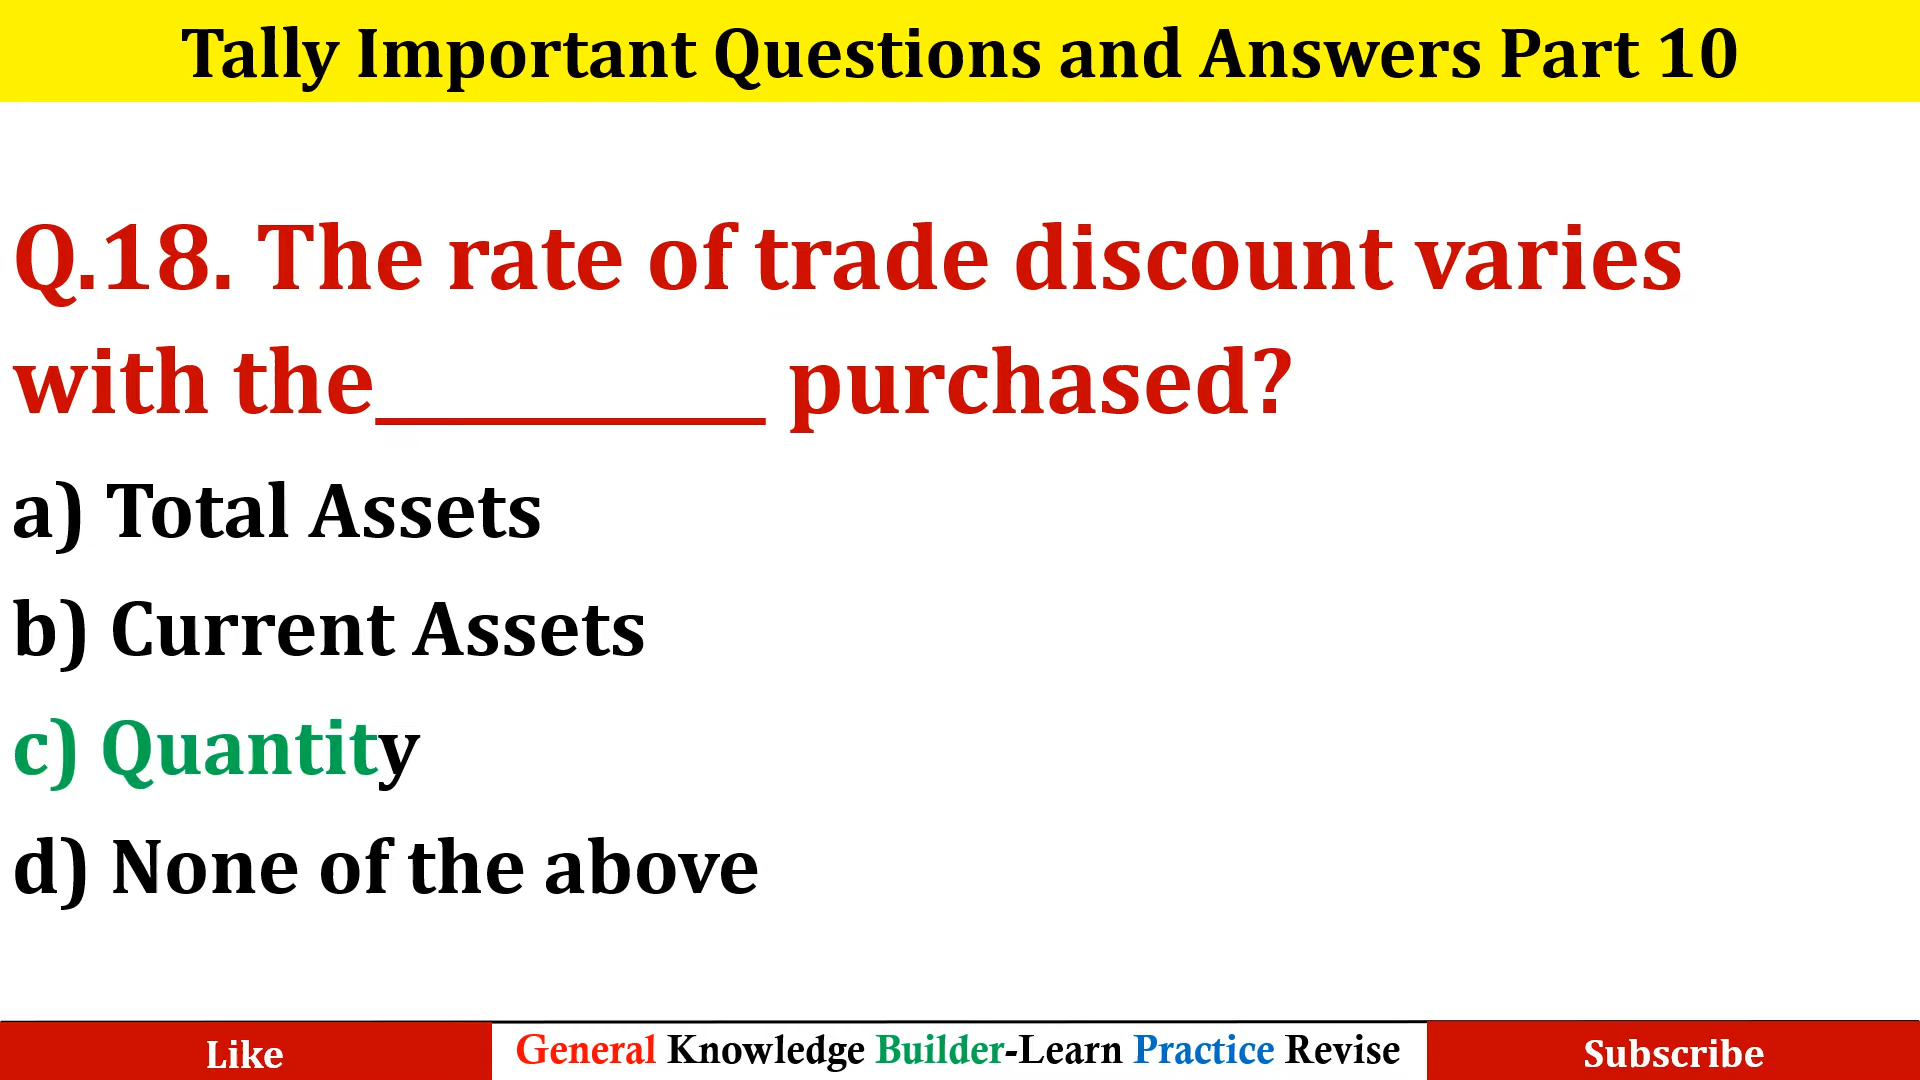 Tally Important Questions and Answers Part 10
Q.18. The rate of trade discount varies
with the_________ purchased?
a) Total Assets
b) Current Assets
c) Quantity
d) None of the above
Like
General Knowledge Builder-Learn Practice Revise
Subscribe